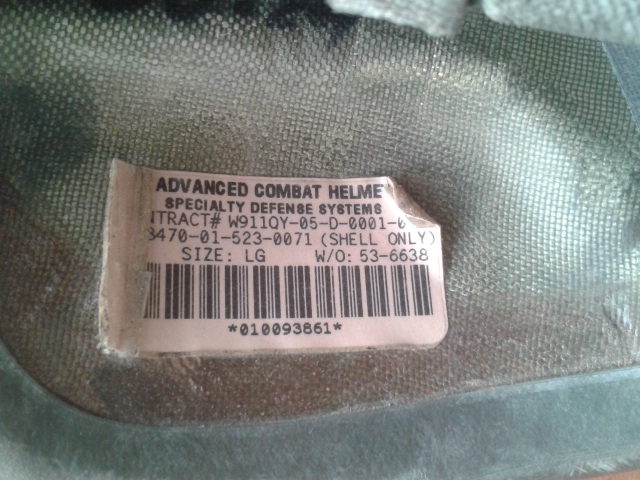 ADVANCED COMBAT HELME
SPECIALTY DEFENSE SYSTEMS
NTRACT# W911QY-05-D-0001-0
8470-01-523-0071 (SHELL ONLY)
SIZE: LG W/O: 53-6638
*010093861*